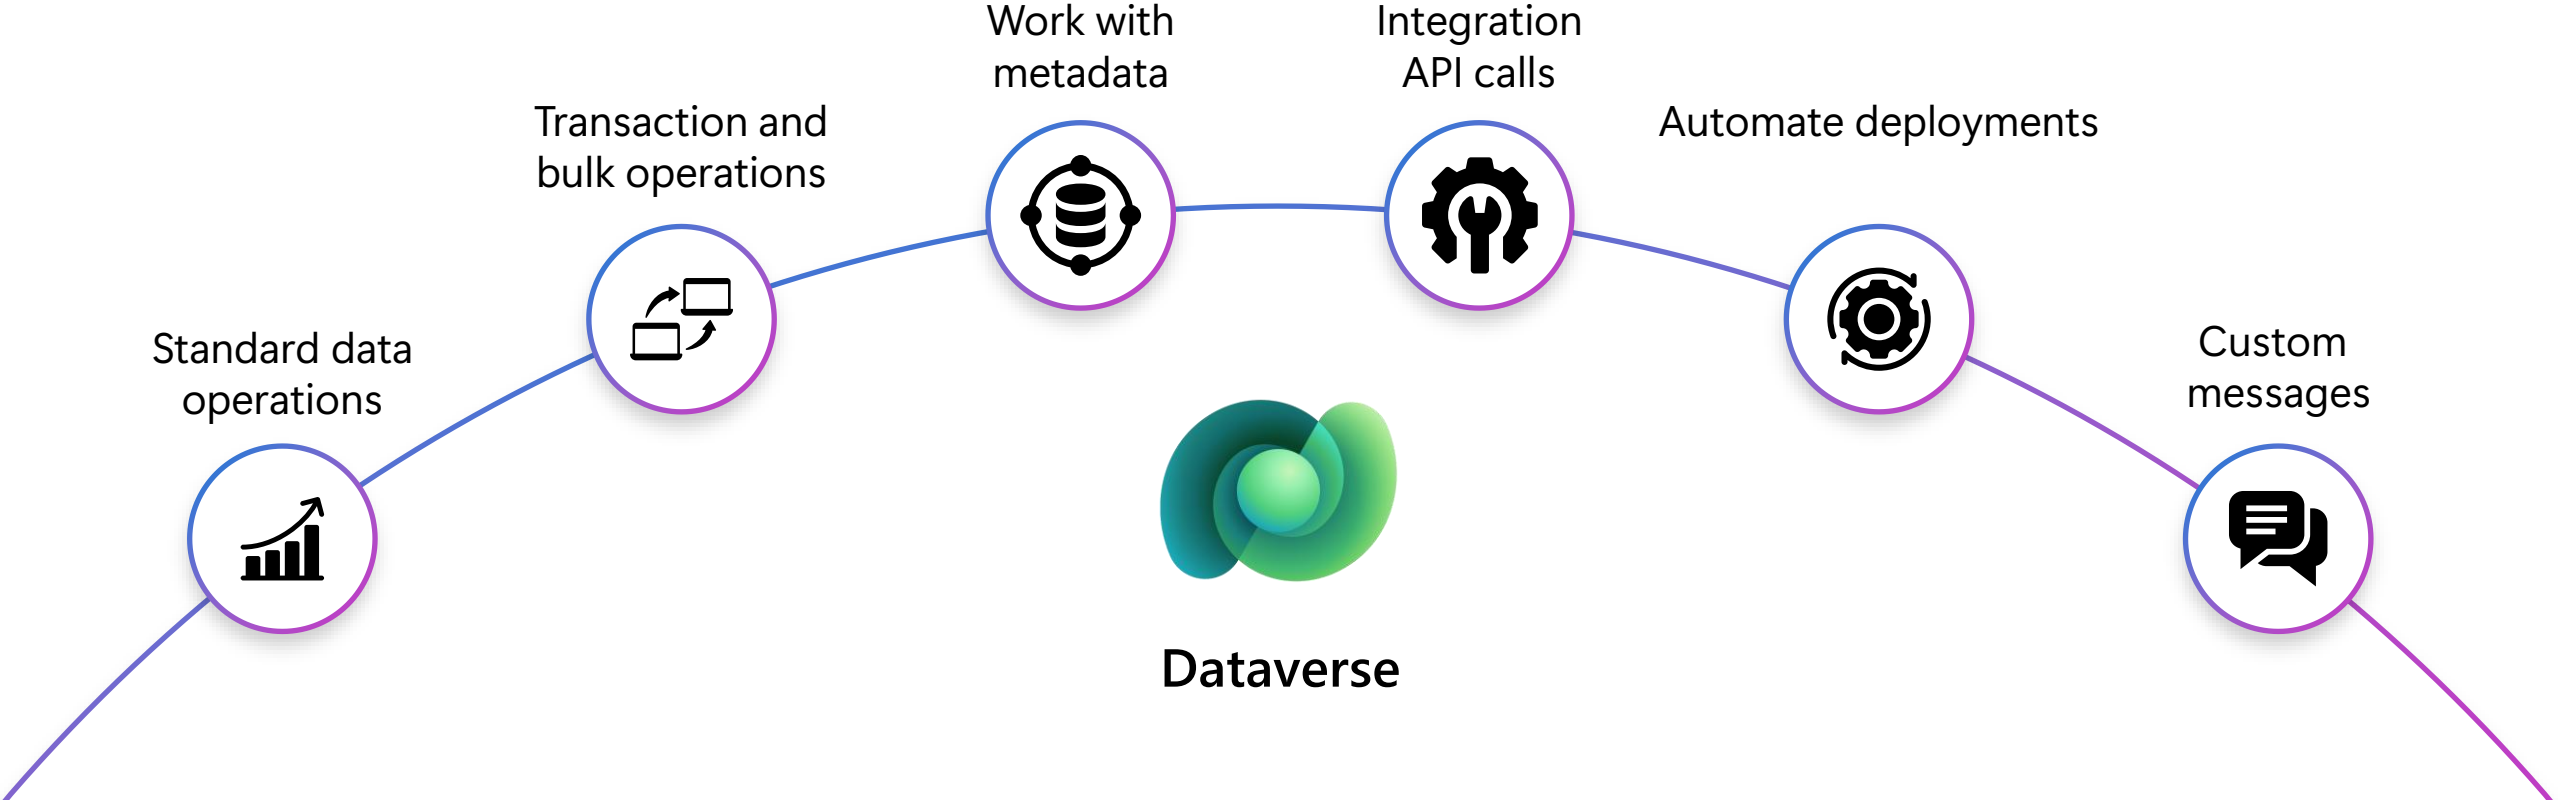 Standard data
operations
Transaction and
bulk operations
Work with
metadata
Integration
API calls
Automate deployments
Custom
messages
Dataverse